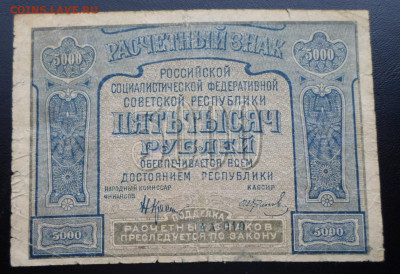 COINS.LAVE.RU
РАСЧЕТНЫЙ ЗНАК
5000 5000
РОССИЙСКОЙ
СОЦИАЛИСТИЧЕСКОЙ ФЕДЕРАТИВНОЙ
СОВЕТСКОЙ РЕСПУБЛИКИ
ПЯТЬ ТЫСЯЧ
РУБЛЕЙ
ОБЕСПЕЧИВАЕТСЯ ВСЕМ
ДОСТОЯНИЕМ РЕСПУБЛИКИ
НАРОДНЫЙ КОМИССАР
ФИНАНСОВ
КАССИР
ПОДДЕЛКА
5000 РАСЧЕТНЫХ ЗНАКОВ 5000
ПРЕСЛЕДУЕТСЯ ПО ЗАКОНУ